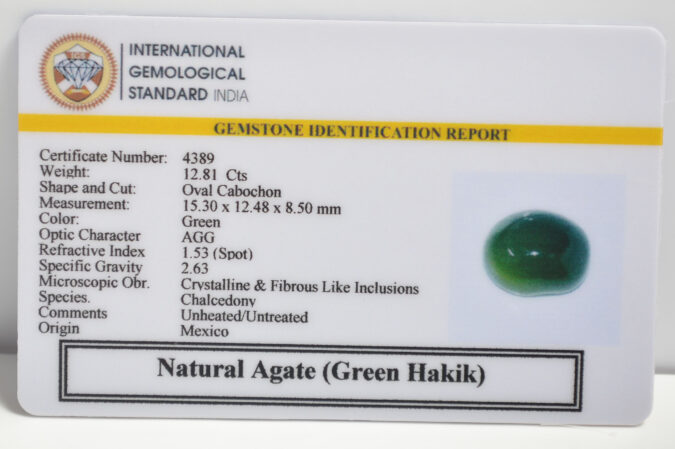 IGS
INTERNATIONAL
GEMOLOGICAL
STANDARD INDIA
GEMSTONE IDENTIFICATION REPORT
Certificate Number: 4389
Weight: 12.81 Cts
Shape and Cut: Oval Cabochon
Measurement: 15.30 x 12.48 x 8.50 mm
Color: Green
Optic Character AGG
Refractive Index 1.53 (Spot)
Specific Gravity 2.63
Microscopic Obr. Crystalline & Fibrous Like Inclusions
Species. Chalcedony
Comments Unheated/Untreated
Origin Mexico
Natural Agate (Green Hakik)